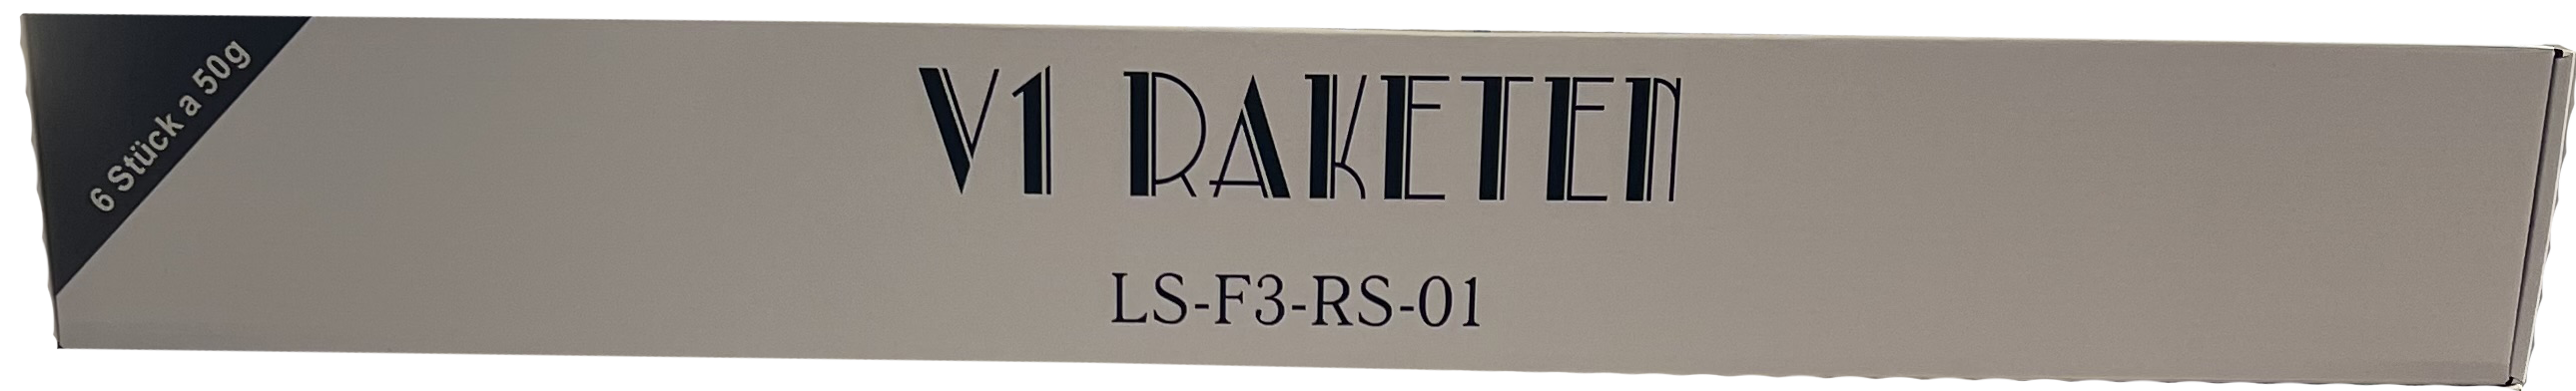 6 Stück a 50g
V1 RAKETEN
LS-F3-RS-01